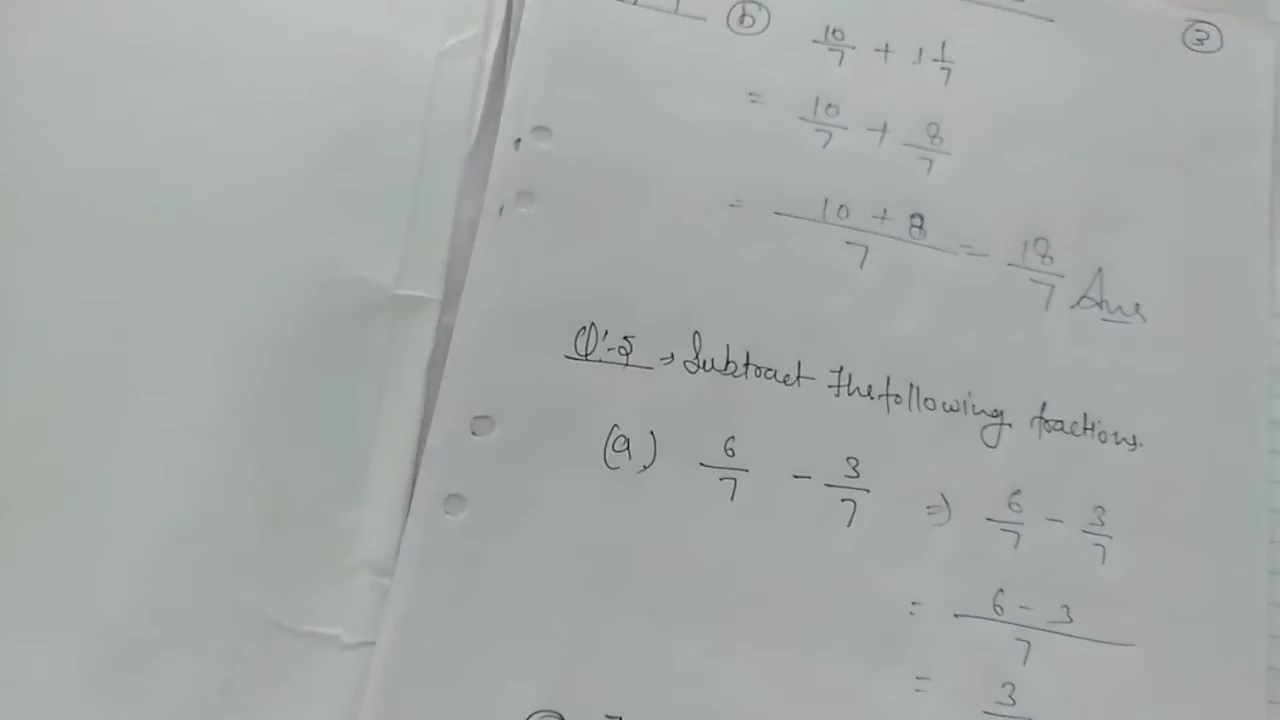 (b) 10/7 + 1 1/7
(3)
= 10/7 + 8/7
= 10 + 8/7 = 18/7 Ans
Q:-5 → Subtract the following fractions.
(a) 6/7 - 3/7 => 6/7 - 3/7
= 6 - 3/7
= 3